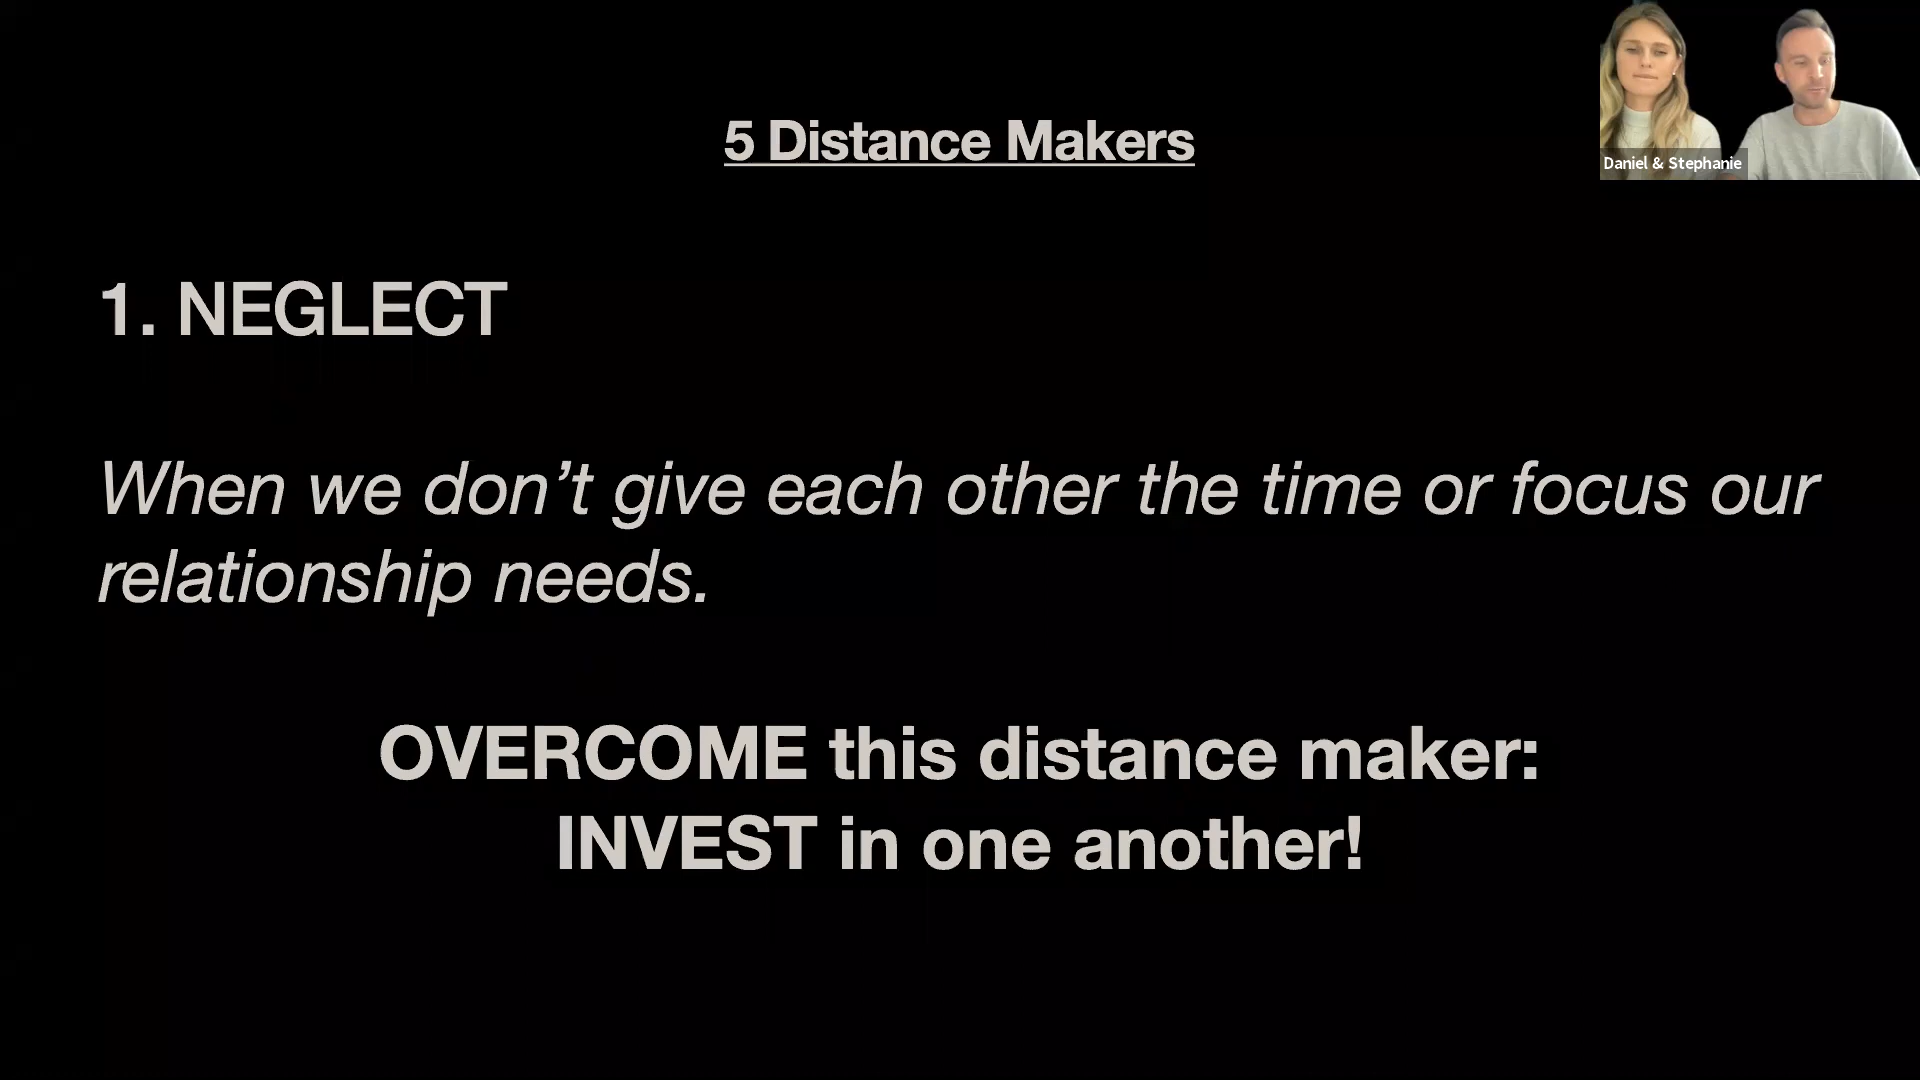 5 Distance Makers
Daniel & Stephanie
1. NEGLECT
When we don’t give each other the time or focus our
relationship needs.
OVERCOME this distance maker:
INVEST in one another!